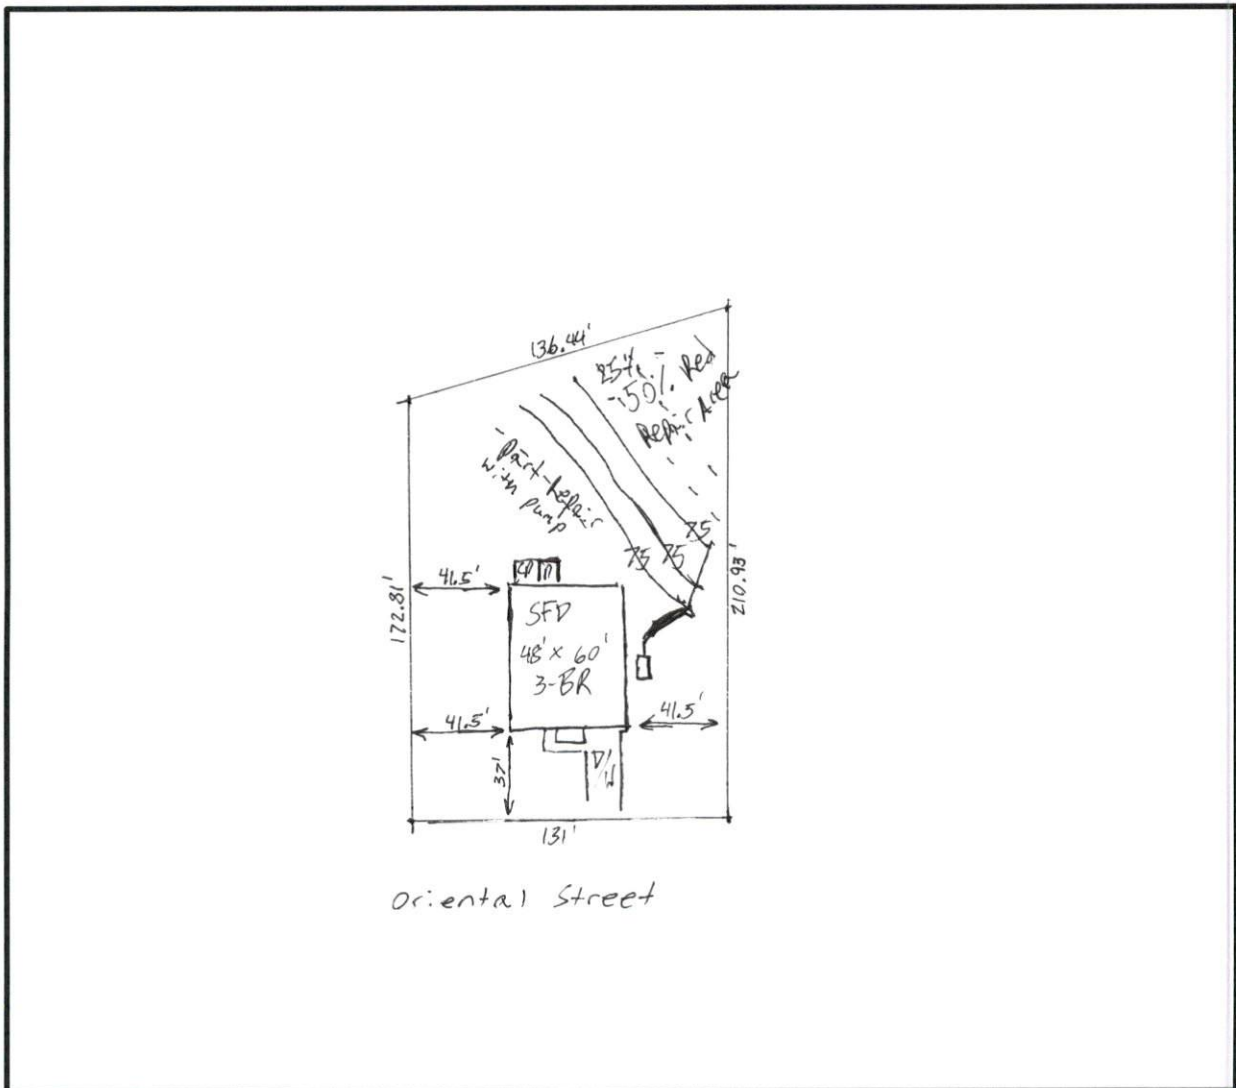 136.44'
25%
-50%. Red
Repair Area
- Part-Repair
with pump
75'
75 75
41.5'
172.81'
210.93'
SFD
48' x 60'
3-BR
41.5'
41.5'
37'
D/W
131'
Oriental Street